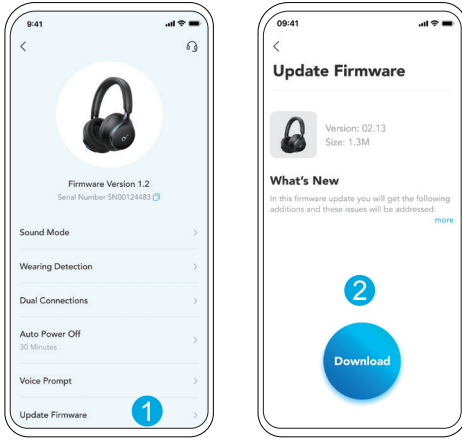 9:41
Firmware Version 1.2
Serial Number SN00124483
Sound Mode
Wearing Detection
Dual Connections
Auto Power Off
30 Minutes
Voice Prompt
Update Firmware
1
09:41
Update Firmware
Version: 02.13
Size: 1.3M
What's New
In this firmware update you will get the following
additions and these issues will be addressed:
more
2
Download